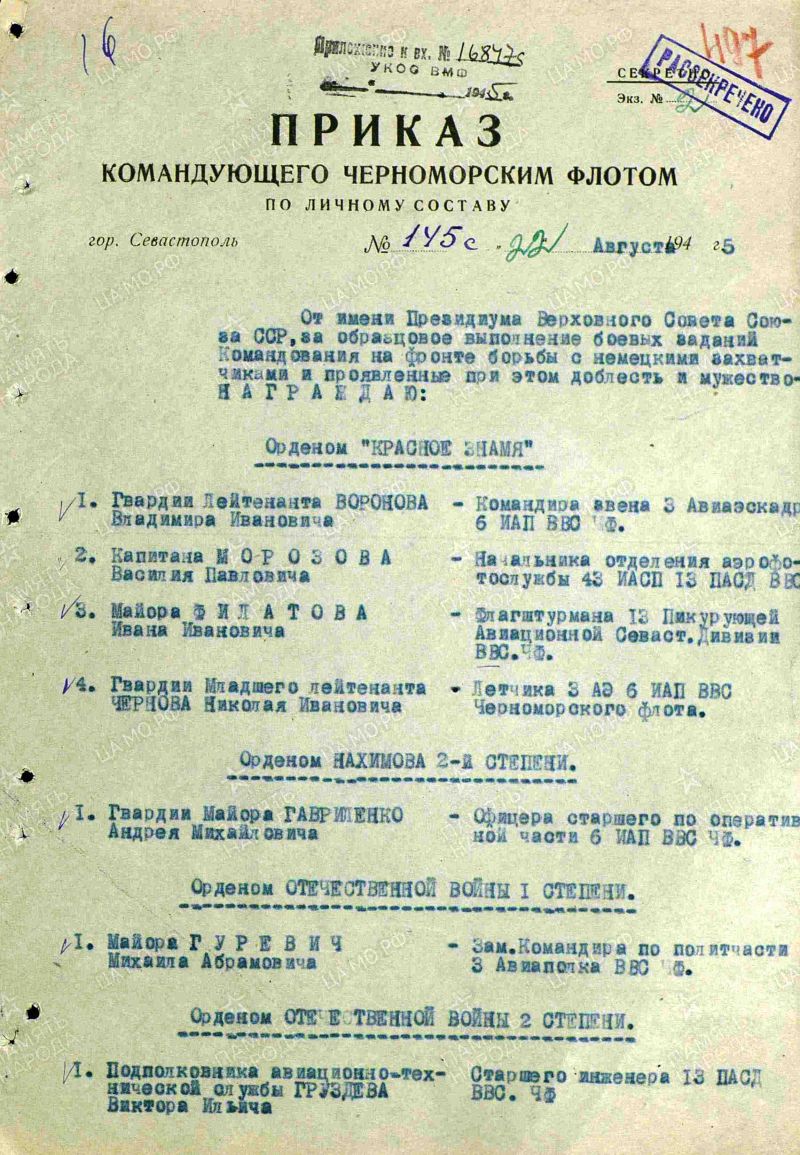 16
497
Приложение к вх. № 16847с
УКОС ВМФ
1945 г.
СЕКРЕТНО
Экз. № 2
РАССЕКРЕЧЕНО
ПРИКАЗ
КОМАНДУЮЩЕГО ЧЕРНОМОРСКИМ ФЛОТОМ
ПО ЛИЧНОМУ СОСТАВУ
гор. Севастополь № 145с „22" Августа 194 г.5
От имени Президиума Верховного Совета Сою-
за ССР, за образцовое выполнение боевых заданий
Командования на фронте борьбы с немецкими захват-
чиками и проявленные при этом доблесть и мужество-
НАГРАЖДАЮ:
Орденом "КРАСНОЕ ЗНАМЯ"
1. Гвардии Лейтенанта ВОРОНОВА - Командира звена 3 Авиаэскадр
Владимира Ивановича 6 ИАП ВВС ЧФ.
2. Капитана МОРОЗОВА - Начальника отделения аэрофо-
Василия Павловича тослужбы 43 ИАСП 13 ПАСД ВВС
3. Майора ФИЛАТОВА - Флагштурмана 13 Пикурующей
Ивана Ивановича Авиационной Севаст.Дивизии
ВВС.ЧФ.
4. Гвардии Младшего лейтенанта - Летчика 3 АЭ 6 ИАП ВВС
ЧЕРНОВА Николая Ивановича Черноморского флота.
Орденом НАХИМОВА 2-й СТЕПЕНИ.
1. Гвардии Майора ГАВРИЛЕНКО - Офицера старшего по оператив
Андрея Михайловича ной части 6 ИАП ВВС ЧФ.
Орденом ОТЕЧЕСТВЕННОЙ ВОЙНЫ I СТЕПЕНИ.
1. Майора ГУРЕВИЧ - Зам.Командира по политчасти
Михаила Абрамовича 3 Авиаполка ВВС ЧФ.
Орденом ОТЕЧЕСТВЕННОЙ ВОЙНЫ 2 СТЕПЕНИ.
1. Подполковника авиационно-тех- Старшего инженера 13 ПАСД
нической службы ГРУЗДЕВА ВВС. ЧФ
Виктора Ильича